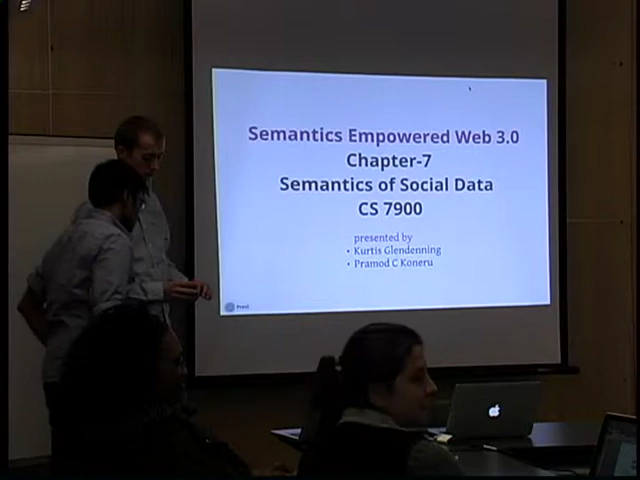 Semantics Empowered Web 3.0
Chapter-7
Semantics of Social Data
CS 7900
presented by
• Kurtis Glendenning
• Pramod C Koneru
Prezi